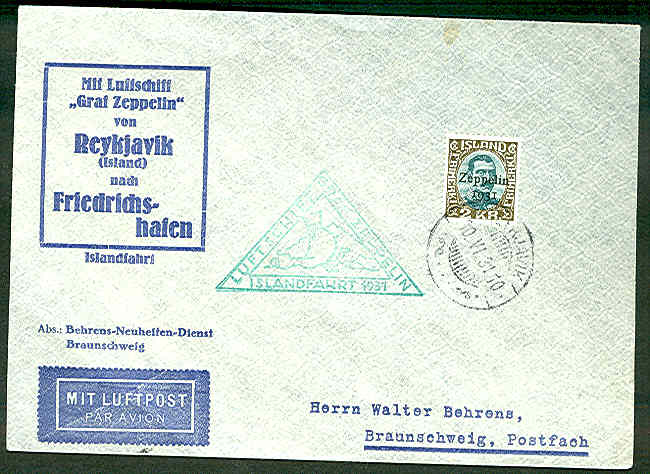 Mit Luftschiff
„Graf Zeppelin“
von
Reykjavik
(Island)
nach
Friedrichs-
hafen
Islandfahrt
ISLAND
Zeppelin
1931
2 KR.
LUFTSCHIFF ZEPPELIN
ISLANDFAHRT 1931
Abs.: Behrens-Neuheiten-Dienst
Braunschweig
MIT LUFTPOST
PAR AVION
Herrn Walter Behrens,
Braunschweig, Postfach